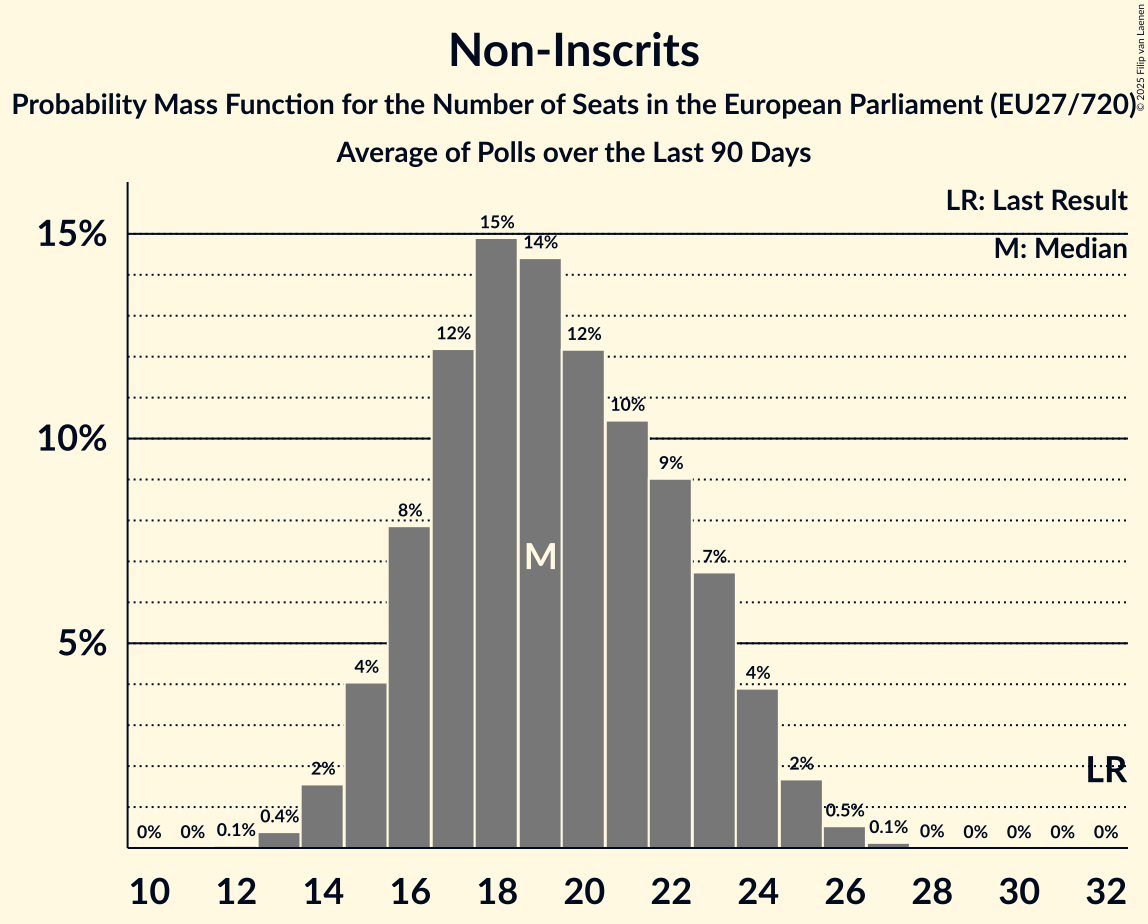 Non-Inscrits
Probability Mass Function for the Number of Seats in the European Parliament (EU27/720)
Average of Polls over the Last 90 Days
© 2025 Filip van Laenen
LR: Last Result
M: Median
15%
10%
5%
0% 0% 0.1% 0.4% 2% 4% 8% 12% 15% 14% 12% 10% 9% 7% 4% 2% 0.5% 0.1% 0% 0% 0% 0% 0%
M
LR
10 12 14 16 18 20 22 24 26 28 30 32